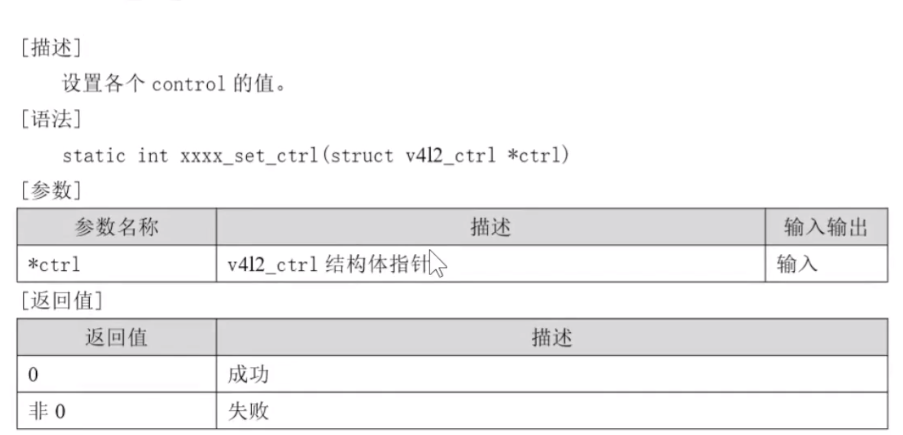 [描述]
设置各个 control 的值。
[语法]
static int xxxx_set_ctrl(struct v4l2_ctrl *ctrl)
[参数]
参数名称 描述 输入输出
*ctrl v4l2_ctrl 结构体指针 输入
[返回值]
返回值 描述
0 成功
非 0 失败